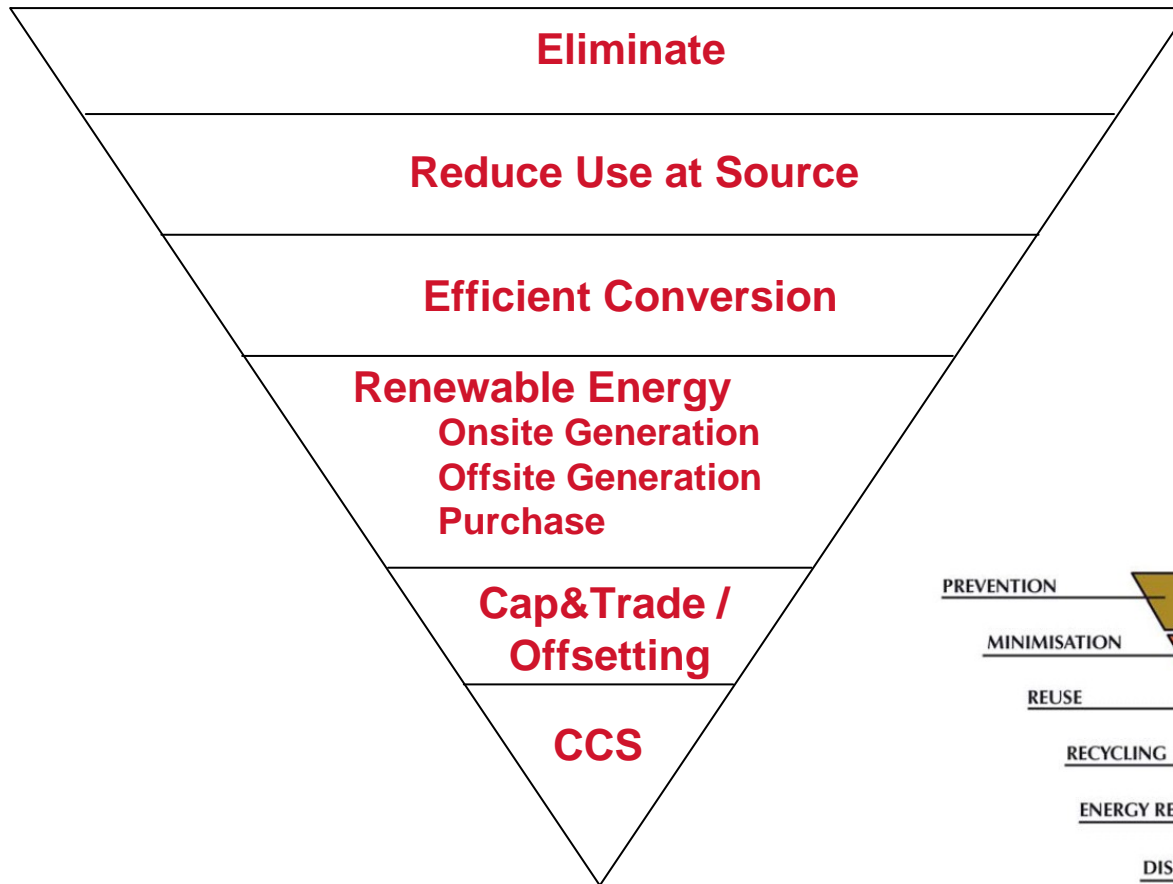 Eliminate
Reduce Use at Source
Efficient Conversion
Renewable Energy
Onsite Generation
Offsite Generation
Purchase
Cap&Trade /
Offsetting
CCS
PREVENTION
MINIMISATION
REUSE
RECYCLING
ENERGY